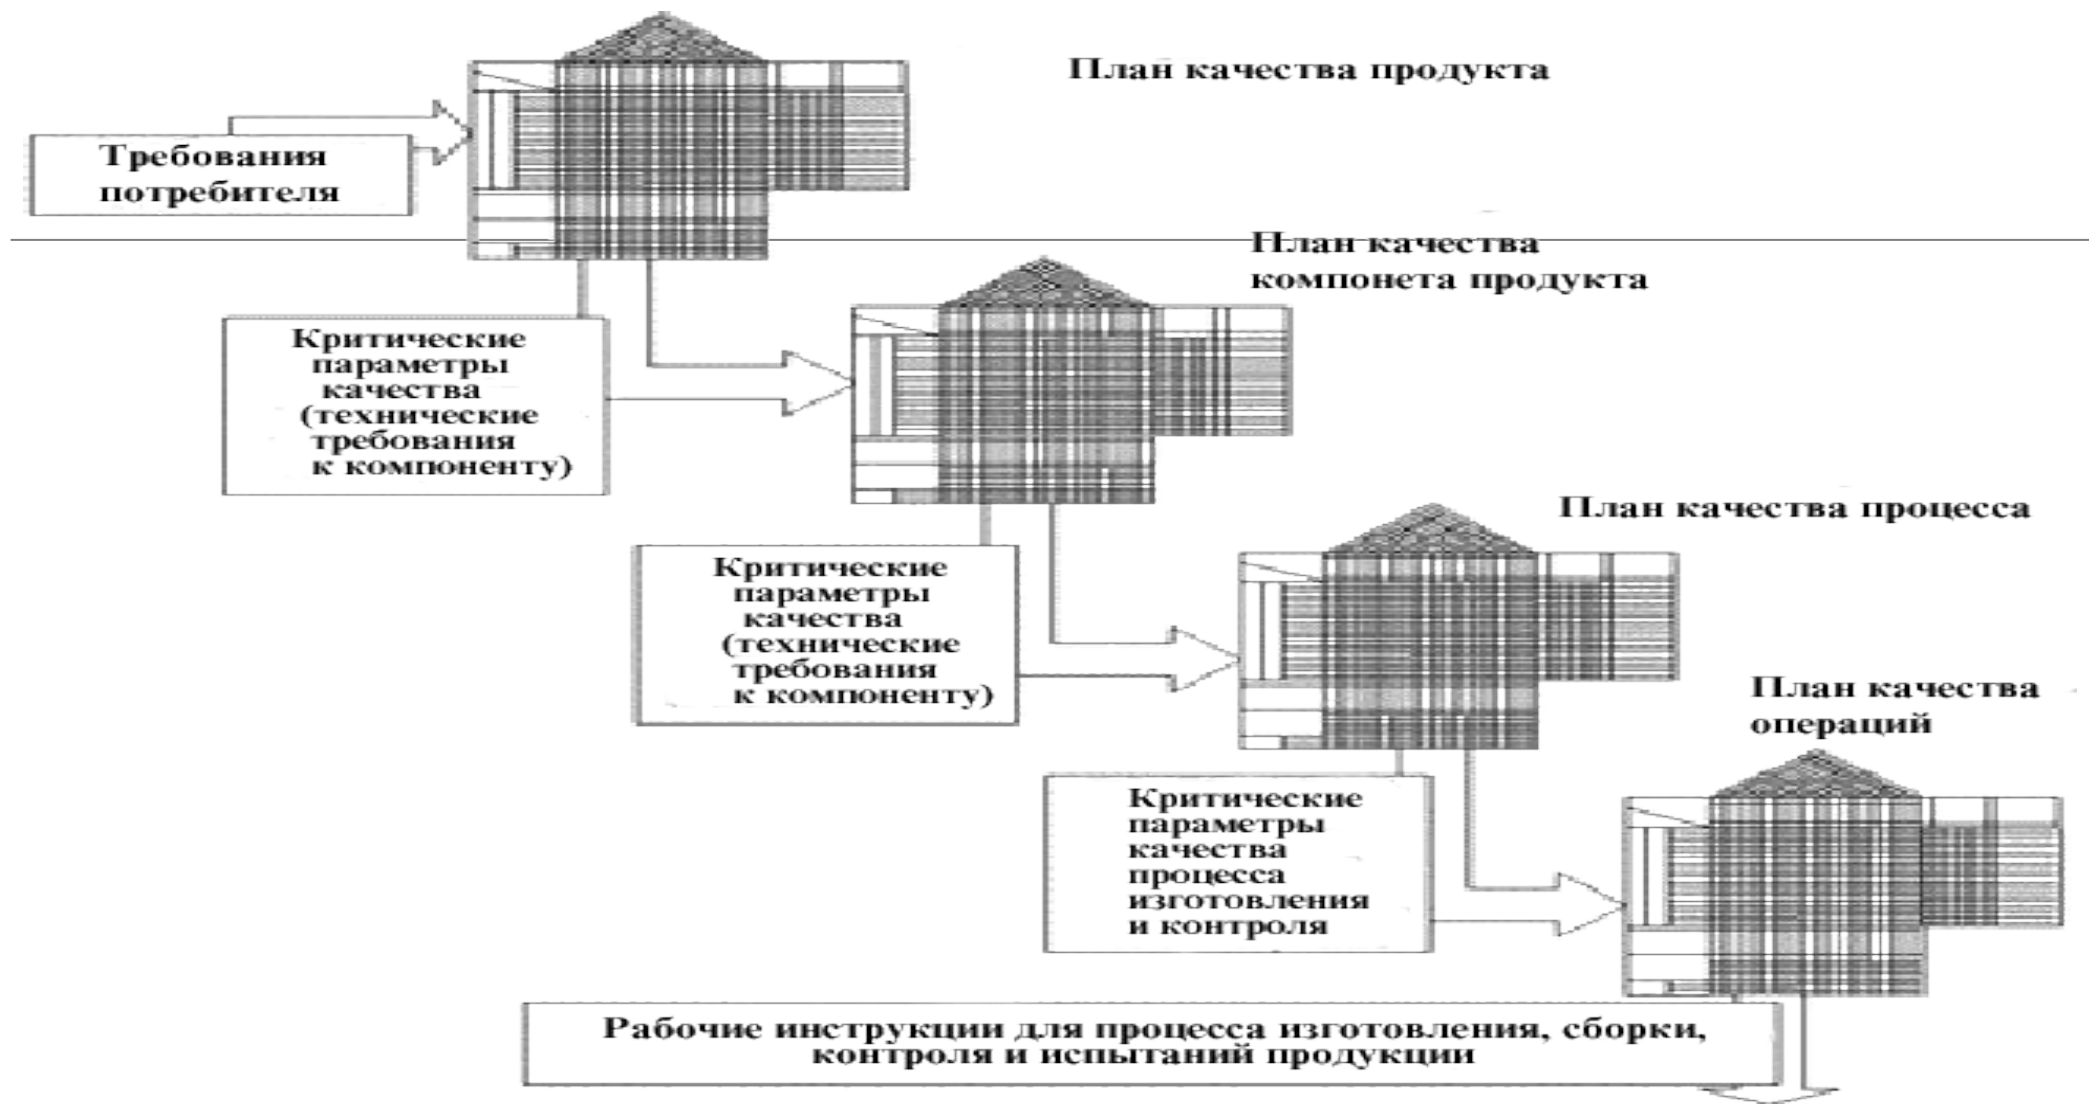 План качества продукта
Требования
потребителя
План качества
компонета продукта
Критические
параметры
качества
(технические
требования
к компоненту)
План качества процесса
Критические
параметры
качества
(технические
требования
к компоненту)
План качества
операций
Критические
параметры
качества
процесса
изготовления
и контроля
Рабочие инструкции для процесса изготовления, сборки,
контроля и испытаний продукции